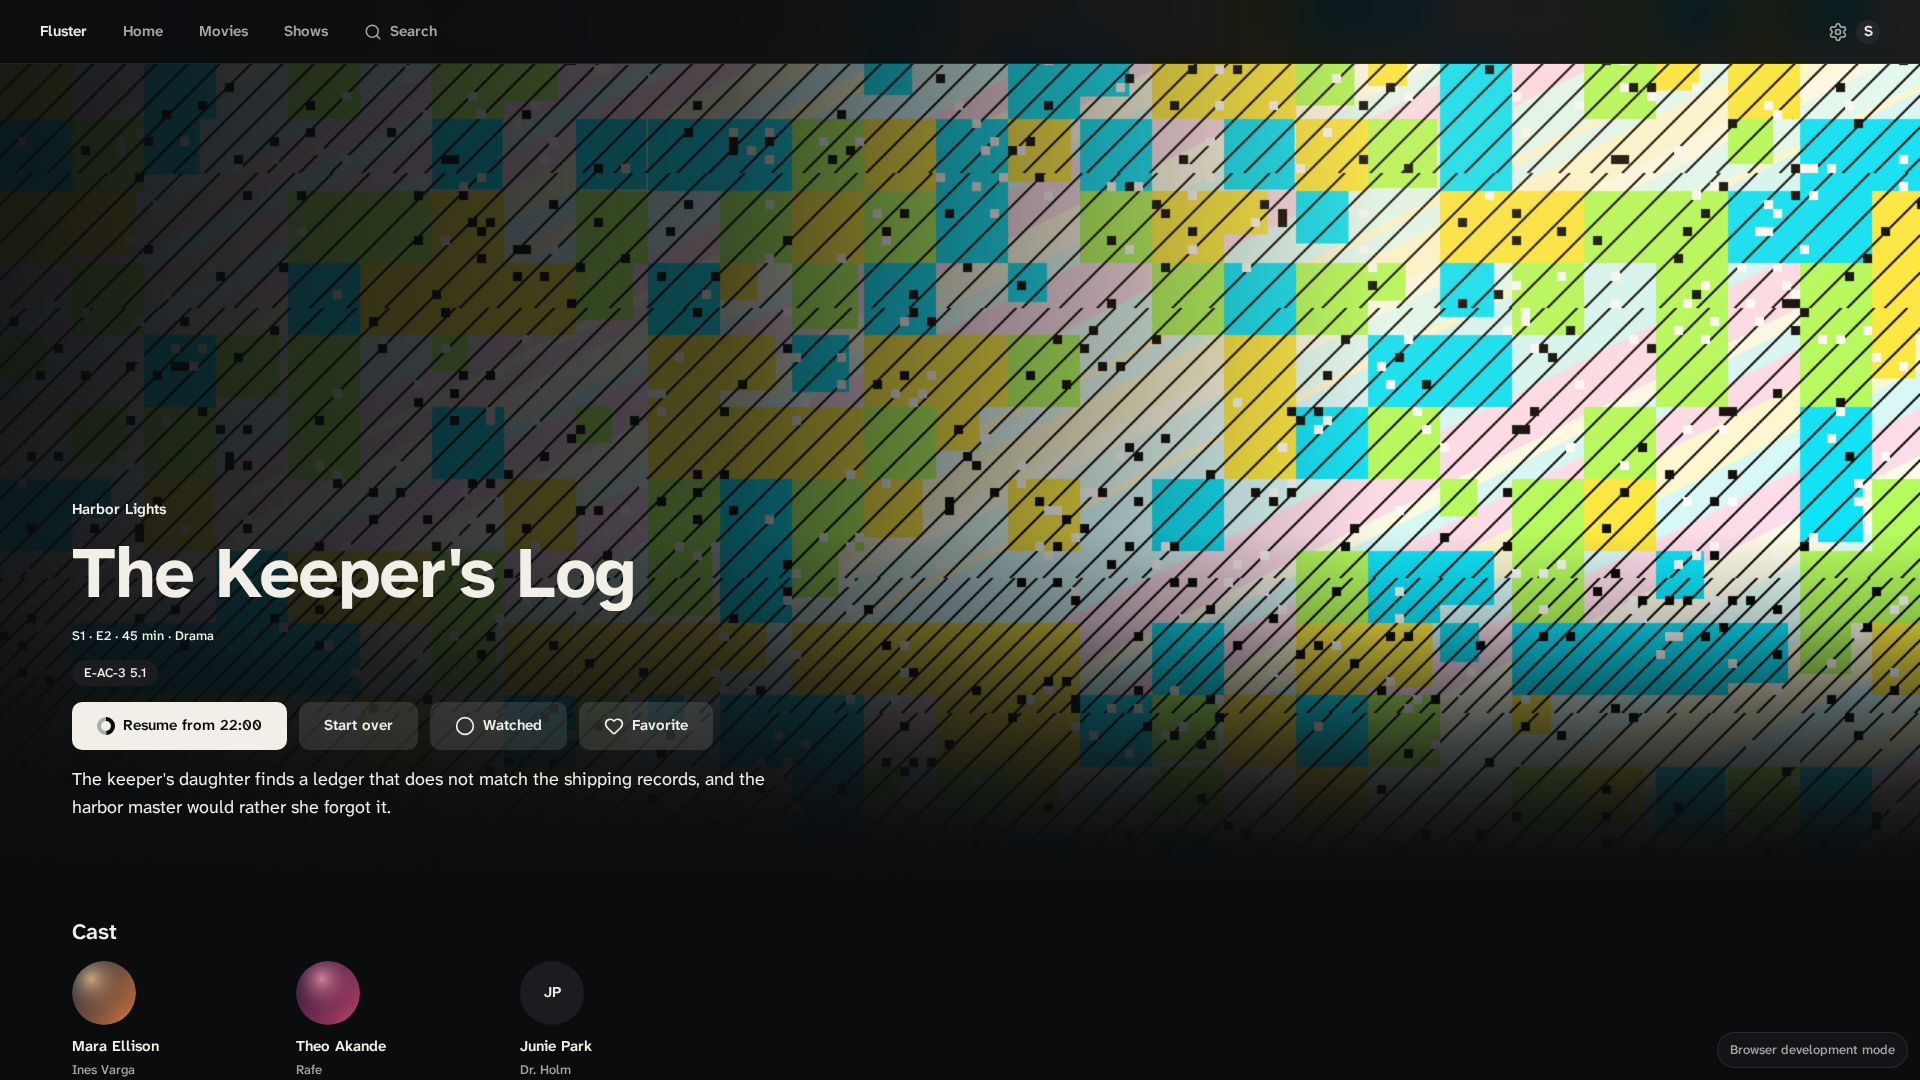 Fluster Home Movies Shows Search S
Harbor Lights
The Keeper's Log
S1 · E2 · 45 min · Drama
E-AC-3 5.1
Resume from 22:00 Start over Watched Favorite
The keeper's daughter finds a ledger that does not match the shipping records, and the
harbor master would rather she forgot it.
Cast
JP
Mara Ellison Theo Akande Junie Park
Ines Varga Rafe Dr. Holm
Browser development mode